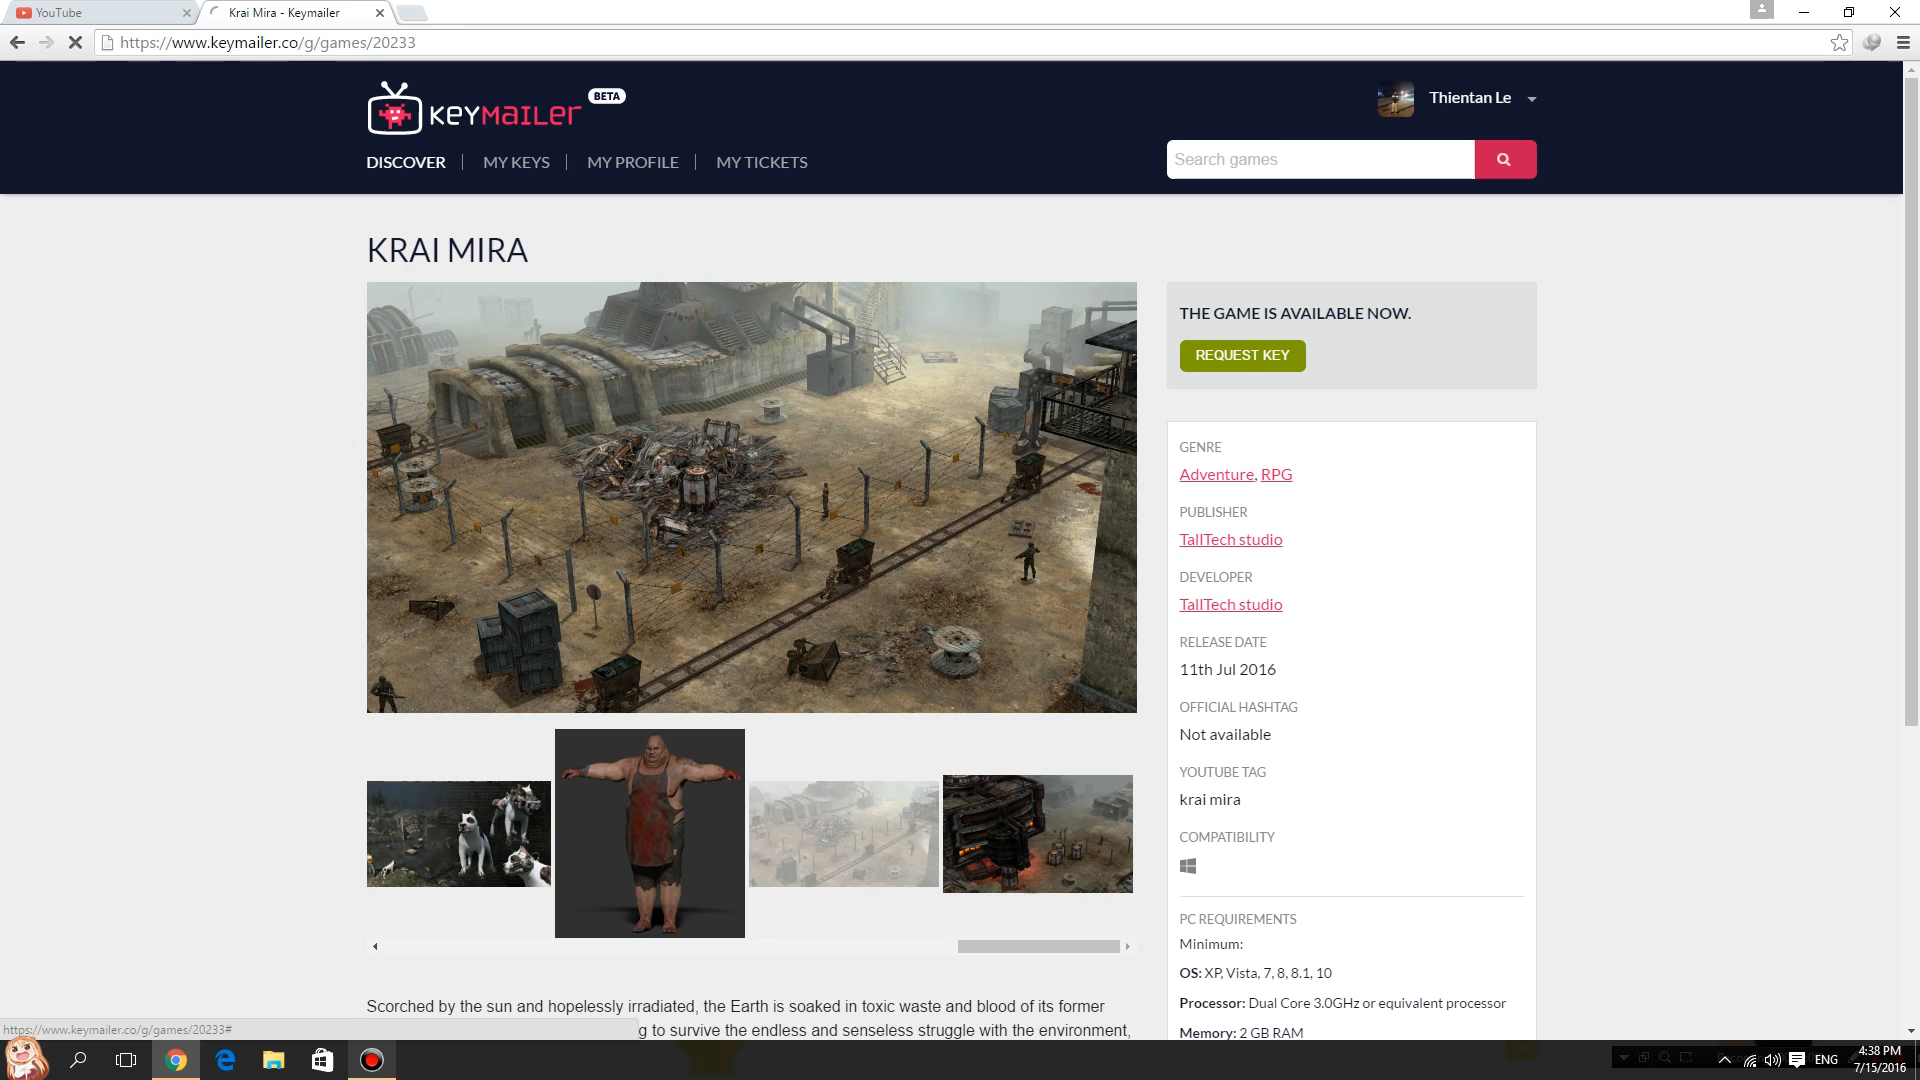 YouTube
Krai Mira - Keymailer
https://www.keymailer.co/g/games/20233
KEYMAILER BETA
Thientan Le
DISCOVER
MY KEYS
MY PROFILE
MY TICKETS
Search games
KRAI MIRA
THE GAME IS AVAILABLE NOW.
REQUEST KEY
GENRE
Adventure, RPG
PUBLISHER
TallTech studio
DEVELOPER
TallTech studio
RELEASE DATE
11th Jul 2016
OFFICIAL HASHTAG
Not available
YOUTUBE TAG
krai mira
COMPATIBILITY
PC REQUIREMENTS
Minimum:
OS: XP, Vista, 7, 8, 8.1, 10
Processor: Dual Core 3.0GHz or equivalent processor
Memory: 2 GB RAM
Scorched by the sun and hopelessly irradiated, the Earth is soaked in toxic waste and blood of its former
g to survive the endless and senseless struggle with the environment,
https://www.keymailer.co/g/games/20233#
ENG
4:38 PM
7/15/2016